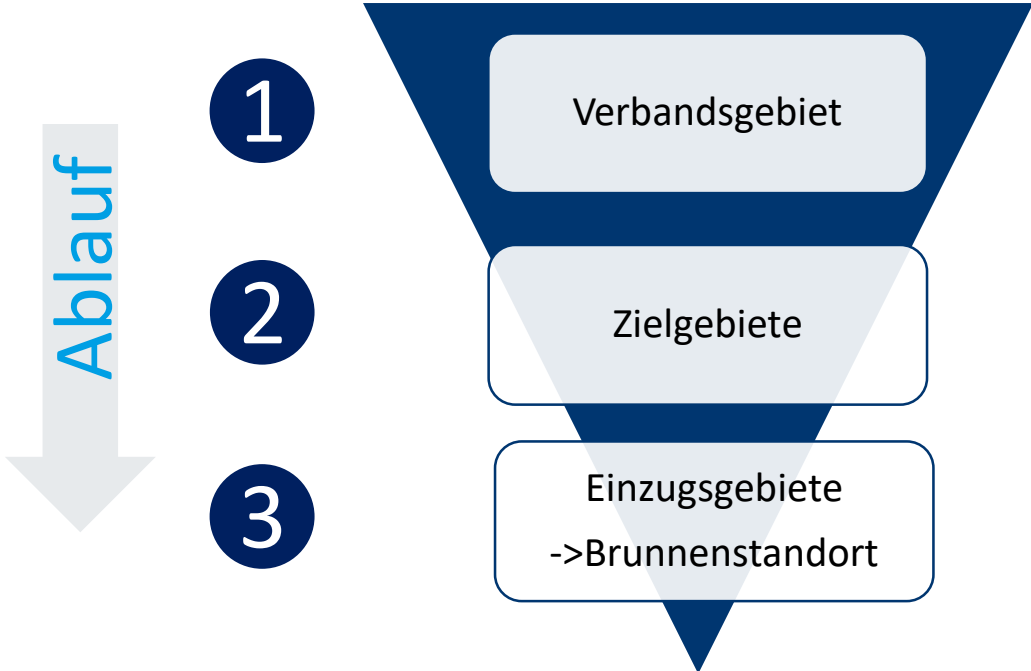 Ablauf
1
Verbandsgebiet
2
Zielgebiete
3
Einzugsgebiete
->Brunnenstandort